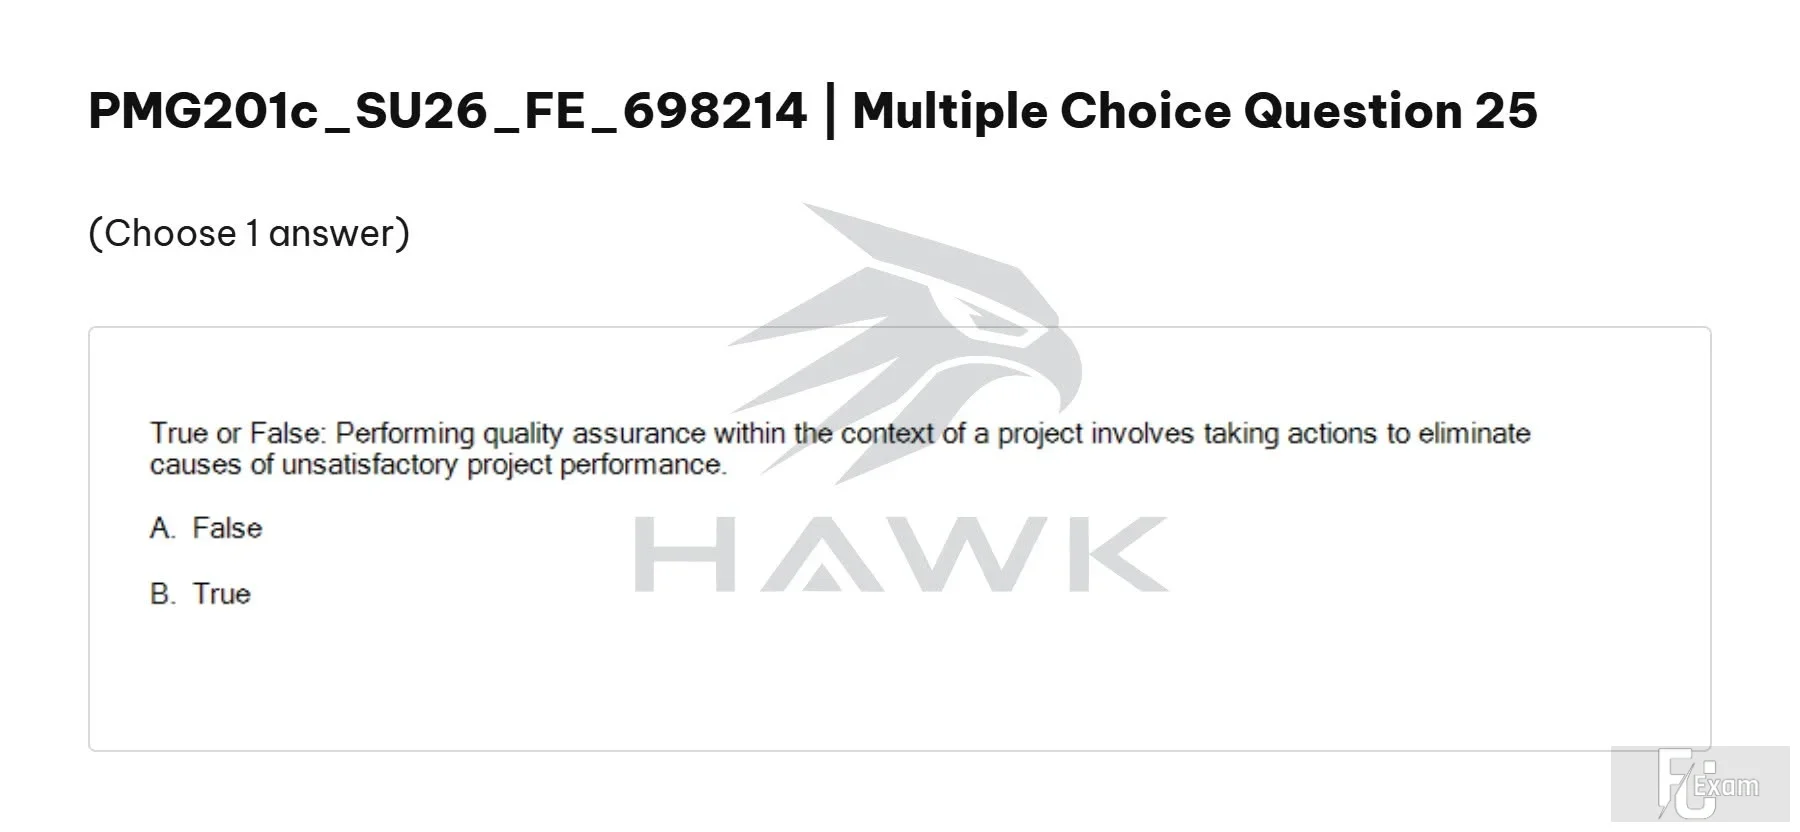 PMG201c_SU26_FE_698214 | Multiple Choice Question 25
(Choose 1 answer)
True or False: Performing quality assurance within the context of a project involves taking actions to eliminate
causes of unsatisfactory project performance.
A. False
B. True
HAWK
FU Exam